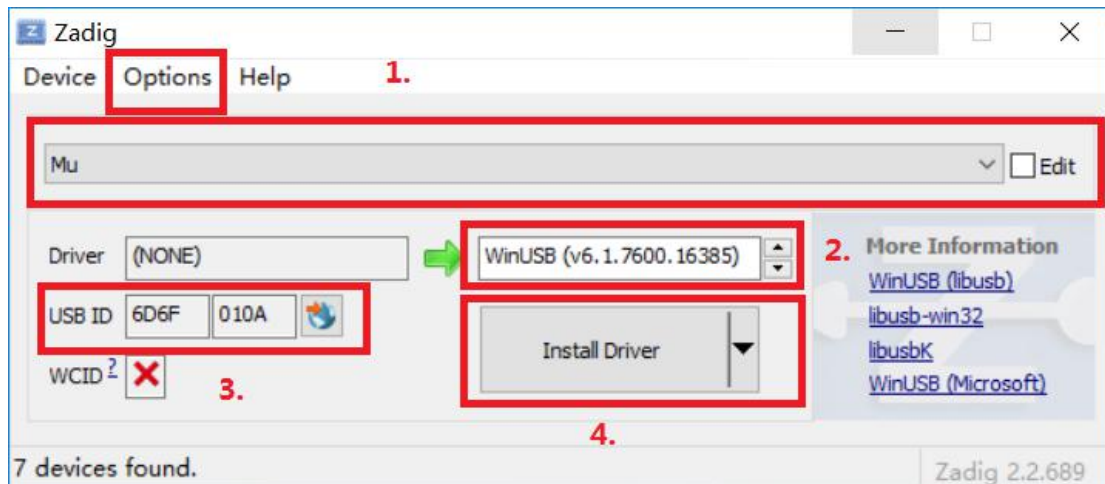 Zadig
Device Options Help 1.
Mu Edit
Driver (NONE) WinUSB (v6.1.7600.16385) 2. More Information
WinUSB (libusb)
USB ID 6D6F 010A libusb-win32
Install Driver libusbK
WCID ? 3. WinUSB (Microsoft)
4.
7 devices found. Zadig 2.2.689